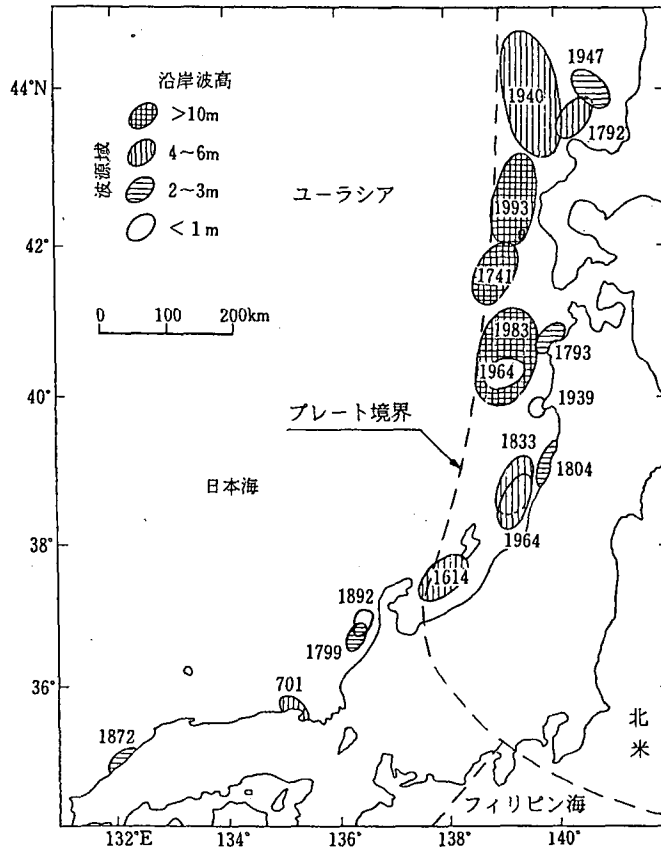 沿岸波高
>10m
4～6m
2～3m
<1m
波源域
0 100 200km
ユーラシア
日本海
プレート境界
北米
フィリピン海
1947
1940
1792
1993
1741
1983
1964
1793
1939
1833
1804
1964
1614
1892
1799
701
1872
44°N
42°
40°
38°
36°
132°E
134°
136°
138°
140°